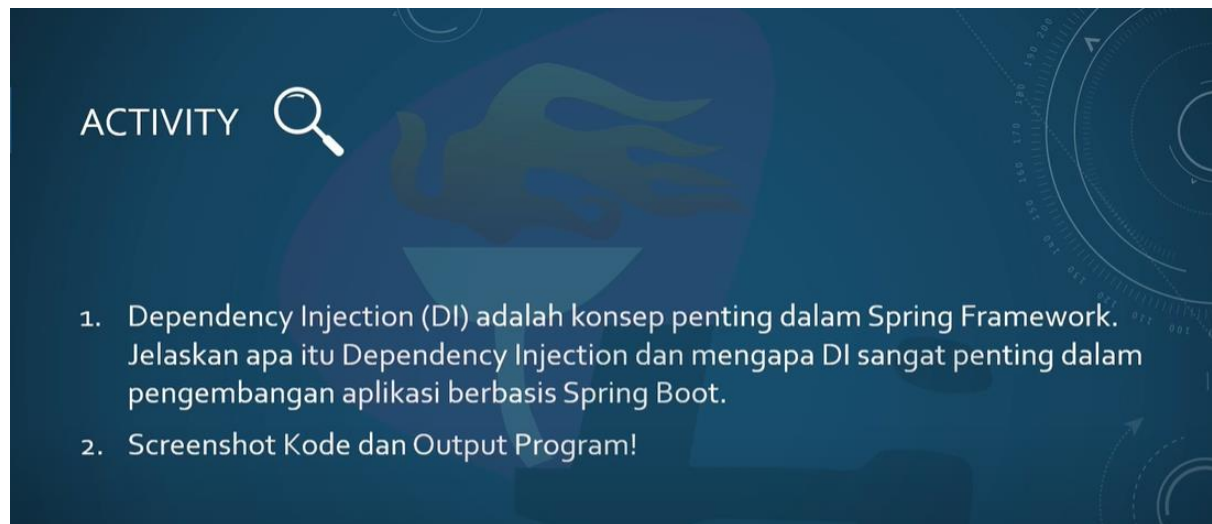 ACTIVITY
1. Dependency Injection (DI) adalah konsep penting dalam Spring Framework.
Jelaskan apa itu Dependency Injection dan mengapa DI sangat penting dalam
pengembangan aplikasi berbasis Spring Boot.
2. Screenshot Kode dan Output Program!